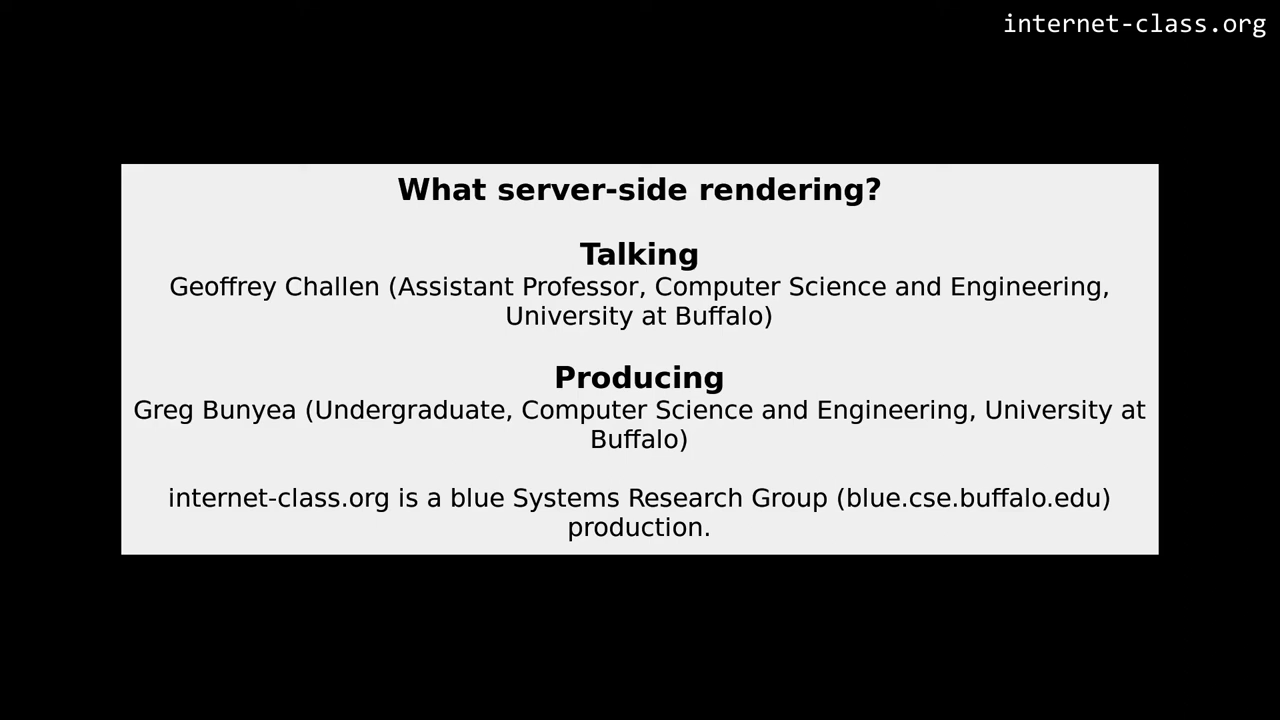 internet-class.org
What server-side rendering?
Talking
Geoffrey Challen (Assistant Professor, Computer Science and Engineering,
University at Buffalo)
Producing
Greg Bunyea (Undergraduate, Computer Science and Engineering, University at
Buffalo)
internet-class.org is a blue Systems Research Group (blue.cse.buffalo.edu)
production.